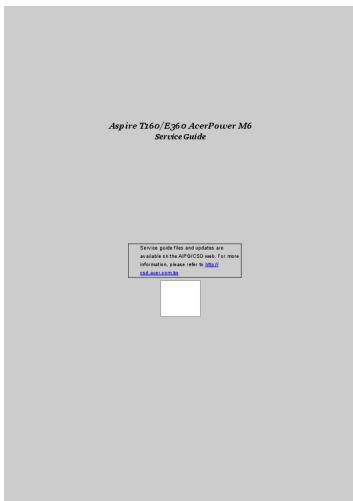 Aspire T160/E360 AcerPower M6
Service Guide
Service guide files and updates are
available on the AIPG/CSD web. For more
information, please refer to http://
csd.acer.com.tw